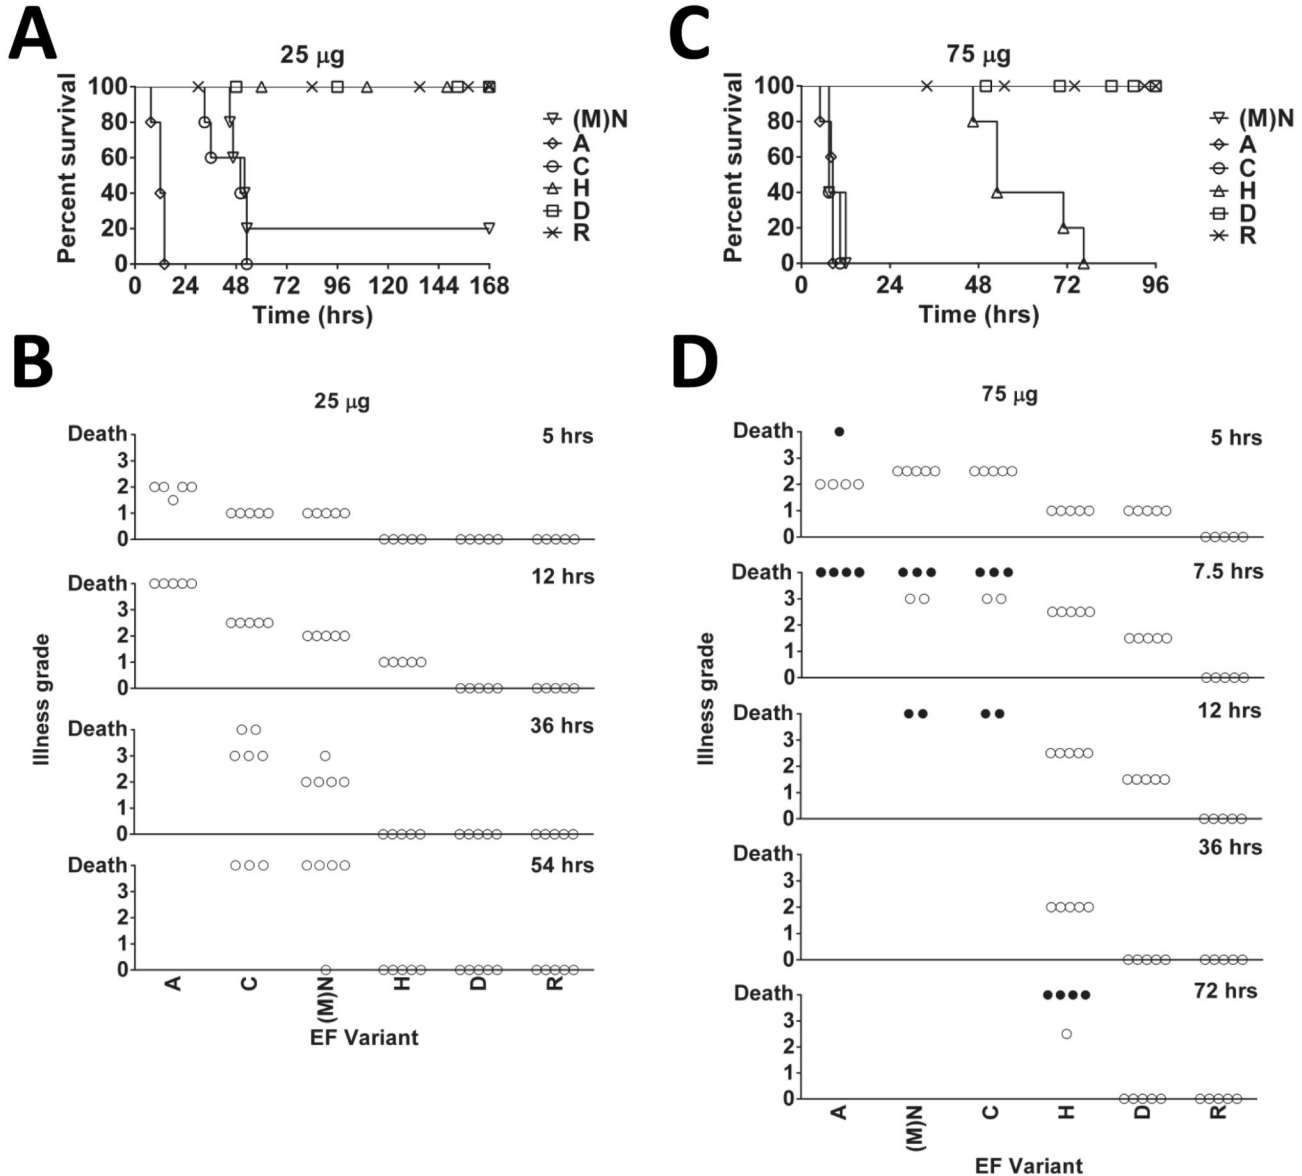 A
25 μg
Percent survival
100
80
60
40
20
0
0 24 48 72 96 120 144 168
Time (hrs)
(M)N
A
C
H
D
R
C
75 μg
Percent survival
100
80
60
40
20
0
0 24 48 72 96
Time (hrs)
(M)N
A
C
H
D
R
B
25 μg
Illness grade
Death
3
2
1
0
5 hrs
Death
3
2
1
0
12 hrs
Death
3
2
1
0
36 hrs
Death
3
2
1
0
54 hrs
A C (M)N H D R
EF Variant
D
75 μg
Illness grade
Death
3
2
1
0
5 hrs
Death
3
2
1
0
7.5 hrs
Death
3
2
1
0
12 hrs
Death
3
2
1
0
36 hrs
Death
3
2
1
0
72 hrs
A (M)N C H D R
EF Variant